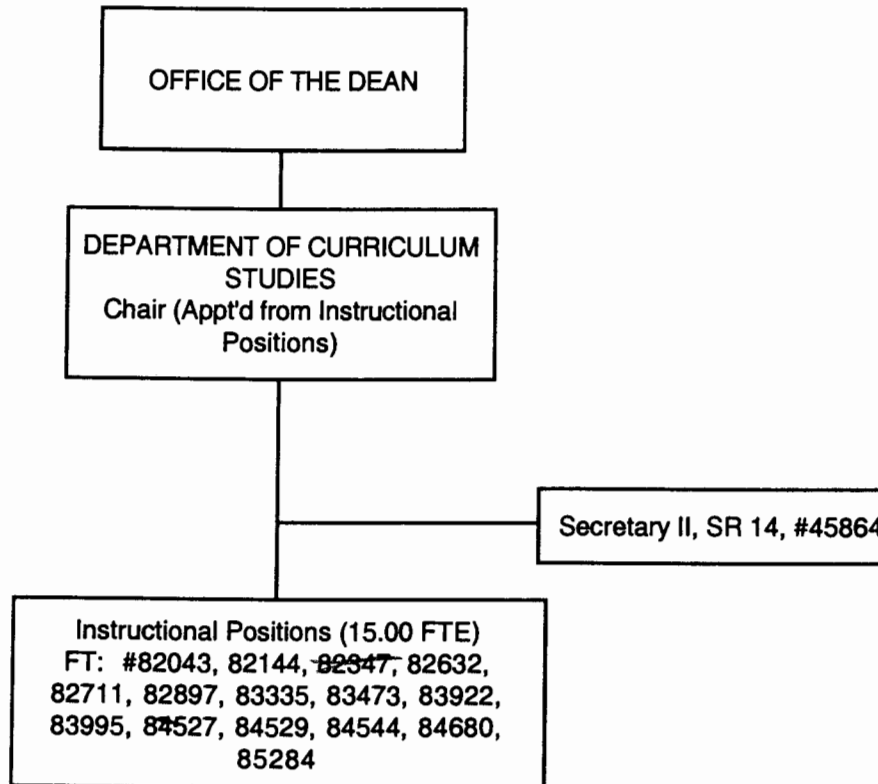 OFFICE OF THE DEAN
DEPARTMENT OF CURRICULUM
STUDIES
Chair (Appt'd from Instructional
Positions)
Secretary II, SR 14, #45864
Instructional Positions (15.00 FTE)
FT: #82043, 82144, 82347, 82632,
82711, 82897, 83335, 83473, 83922,
83995, 84527, 84529, 84544, 84680,
85284